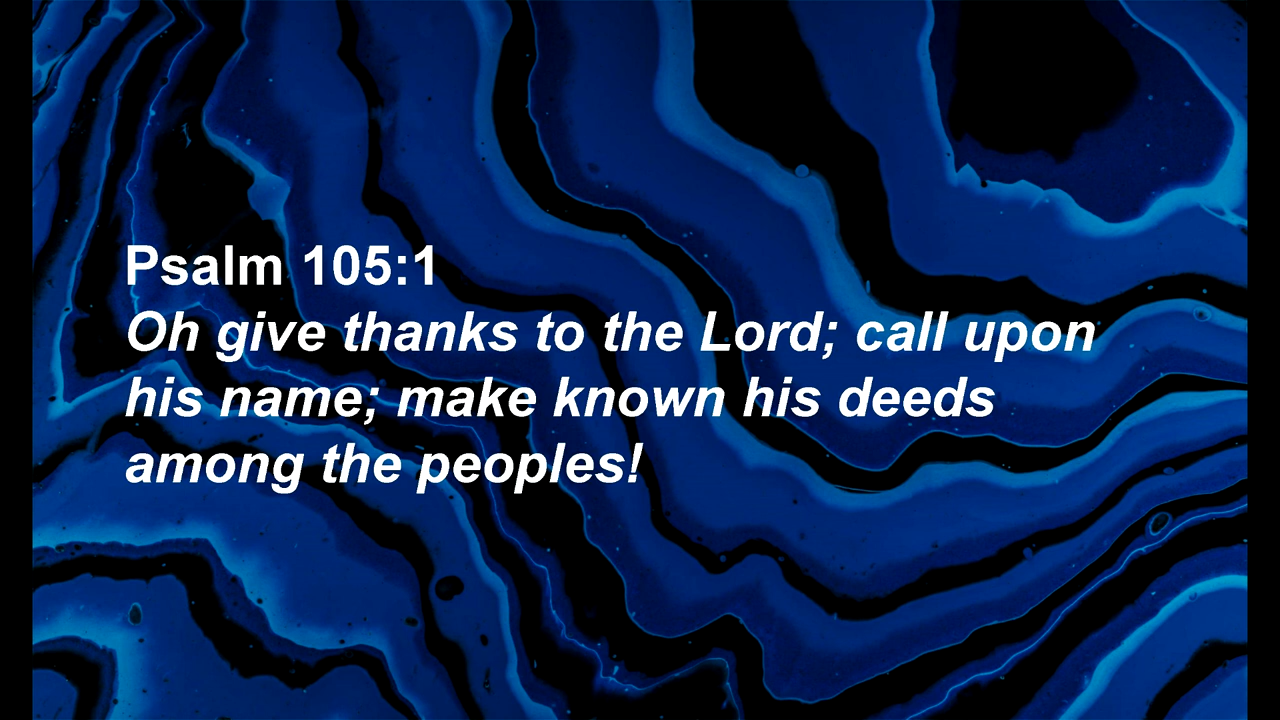 Psalm 105:1
Oh give thanks to the Lord; call upon
his name; make known his deeds
among the peoples!